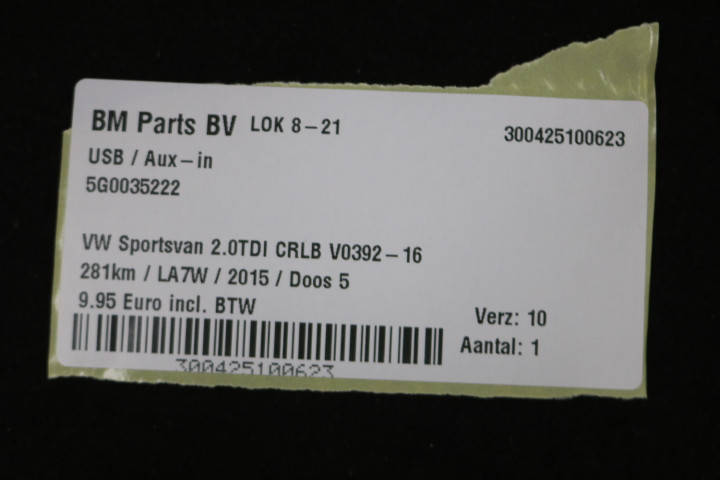 BM Parts BV LOK 8-21
300425100623
USB / Aux-in
5G0035222
VW Sportsvan 2.0TDI CRLB V0392-16
281km / LA7W / 2015 / Doos 5
9.95 Euro incl. BTW
Verz: 10
Aantal: 1
300425100623